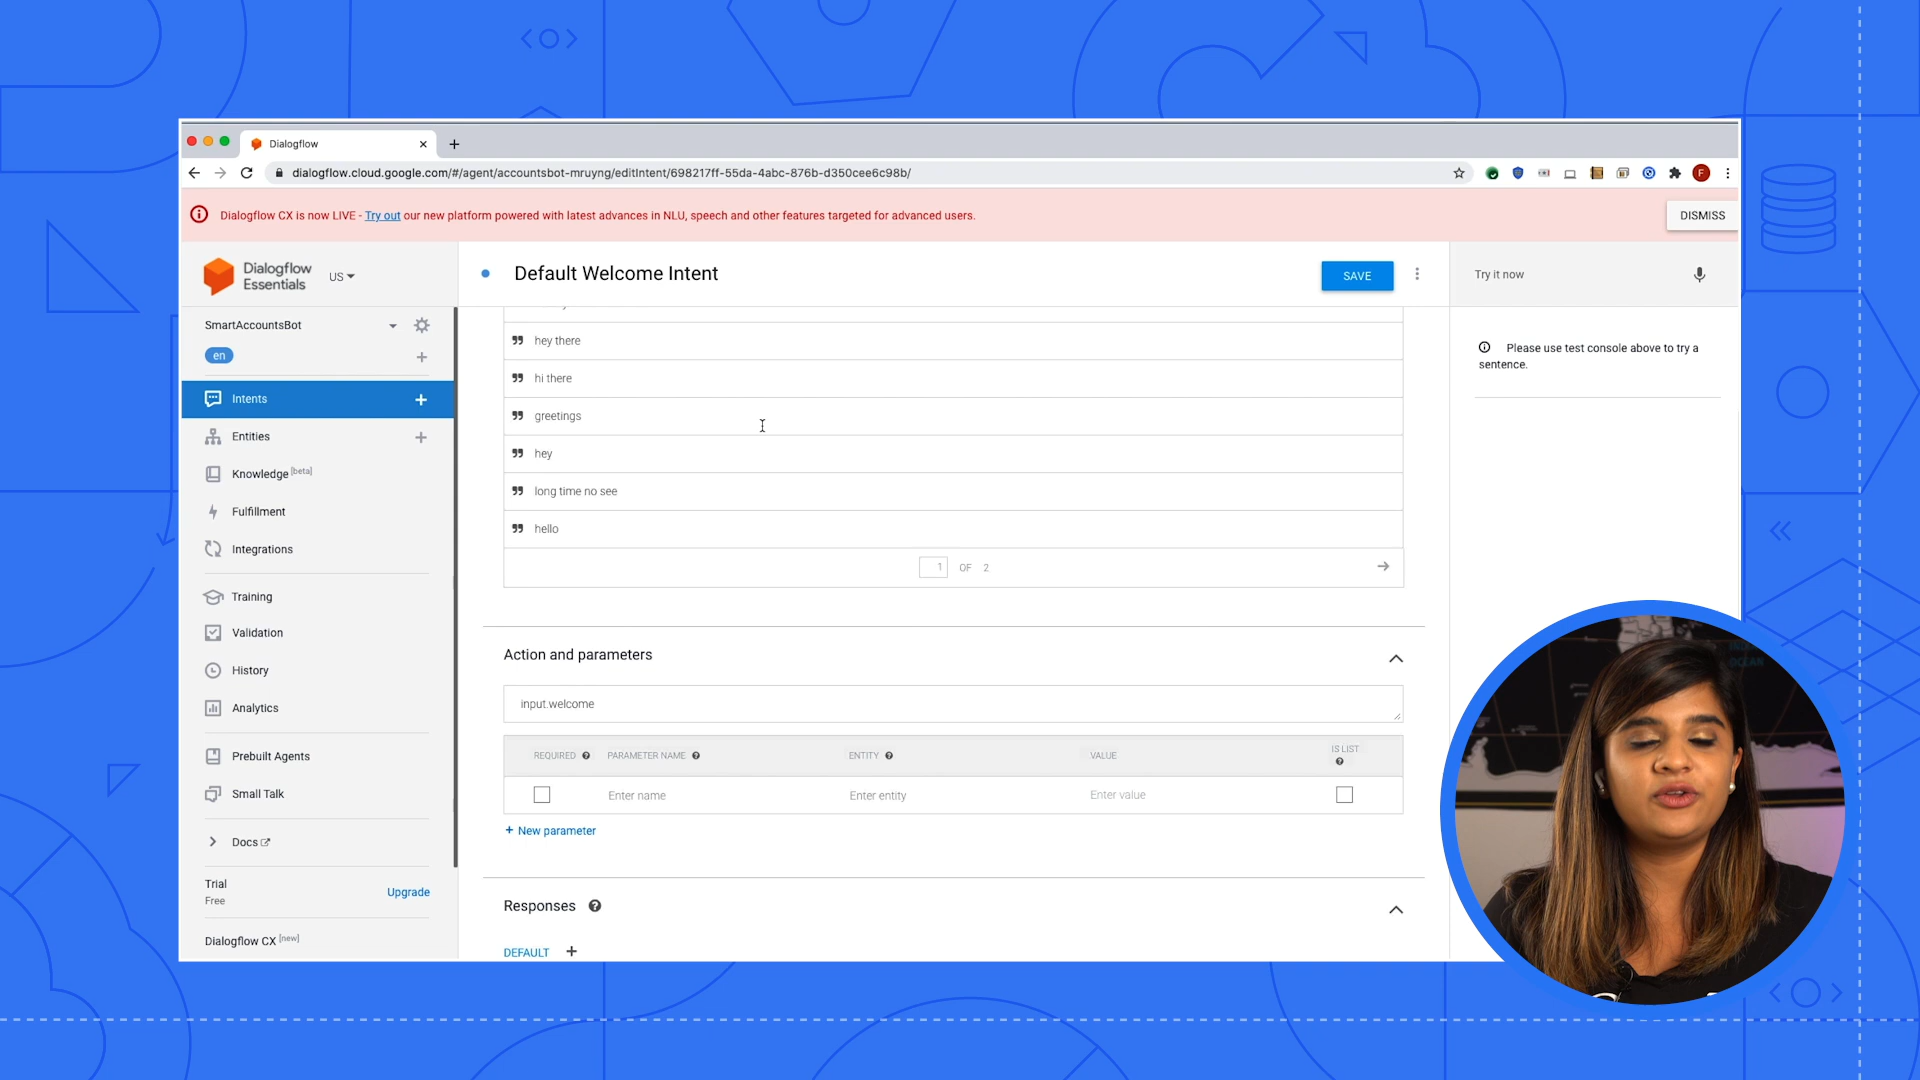 Dialogflow
dialogflow.cloud.google.com/#/agent/accountsbot-mruyng/editIntent/698217ff-55da-4abc-876b-d350cee6c98b/
F
Dialogflow CX is now LIVE - Try out our new platform powered with latest advances in NLU, speech and other features targeted for advanced users.
DISMISS
Dialogflow
Essentials
US
Default Welcome Intent
SAVE
Try it now
SmartAccountsBot
en
Intents
Entities
Knowledge [beta]
Fulfillment
Integrations
Training
Validation
History
Analytics
Prebuilt Agents
Small Talk
Docs
Trial
Free
Upgrade
Dialogflow CX [new]
hey there
hi there
greetings
hey
long time no see
hello
1 OF 2
Action and parameters
input.welcome
REQUIRED PARAMETER NAME ENTITY VALUE IS LIST
Enter name Enter entity Enter value
+ New parameter
Responses
DEFAULT +
Please use test console above to try a
sentence.
OCEAN